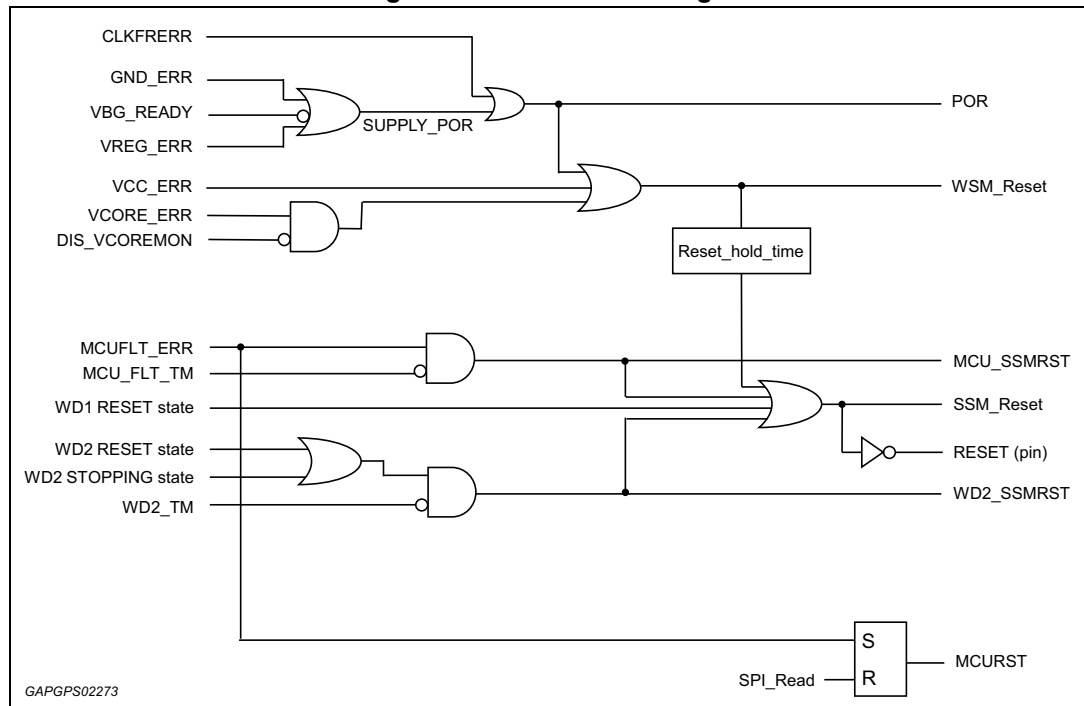 CLKFRERR
GND_ERR
VBG_READY
VREG_ERR
SUPPLY_POR
POR
VCC_ERR
WSM_Reset
VCORE_ERR
DIS_VCOREMON
Reset_hold_time
MCUFLT_ERR
MCU_FLT_TM
MCU_SSMRST
WD1 RESET state
SSM_Reset
WD2 RESET state
RESET (pin)
WD2 STOPPING state
WD2_TM
WD2_SSMRST
S
MCURST
SPI_Read
R
GAPGPS02273